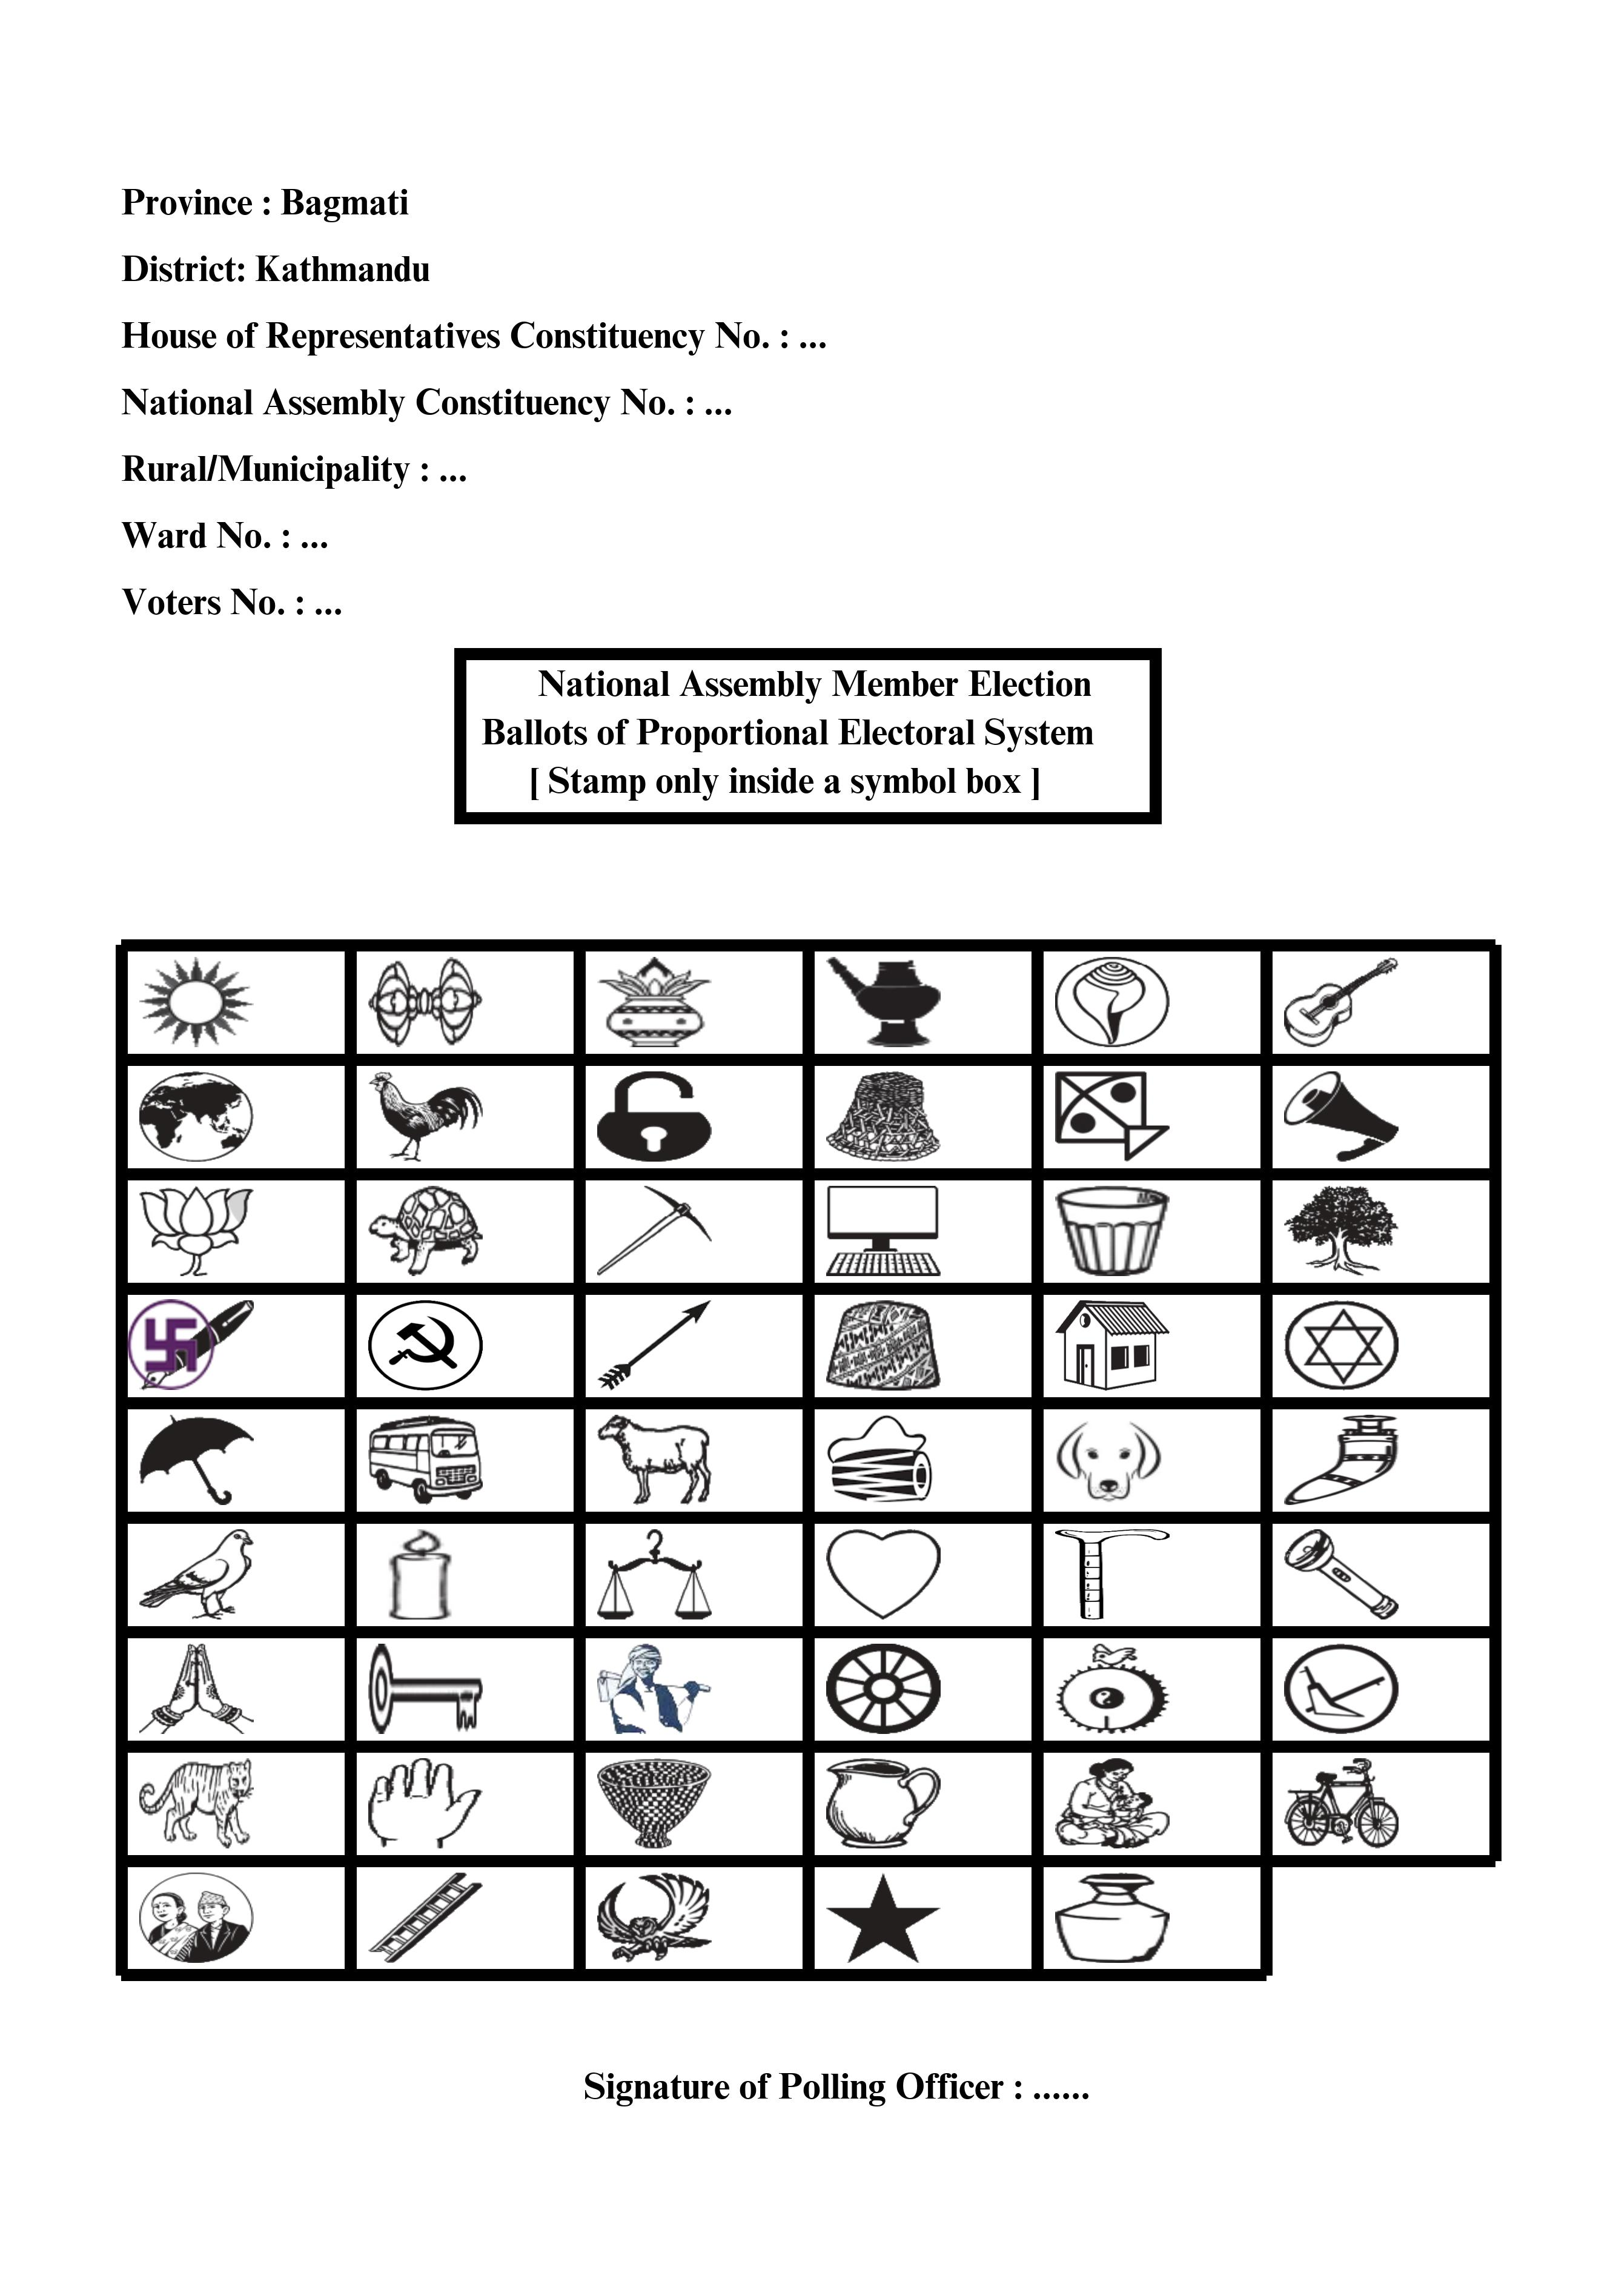 Province : Bagmati
District: Kathmandu
House of Representatives Constituency No. : ...
National Assembly Constituency No. : ...
Rural/Municipality : ...
Ward No. : ...
Voters No. : ...
National Assembly Member Election
Ballots of Proportional Electoral System
[ Stamp only inside a symbol box ]
Signature of Polling Officer : ......